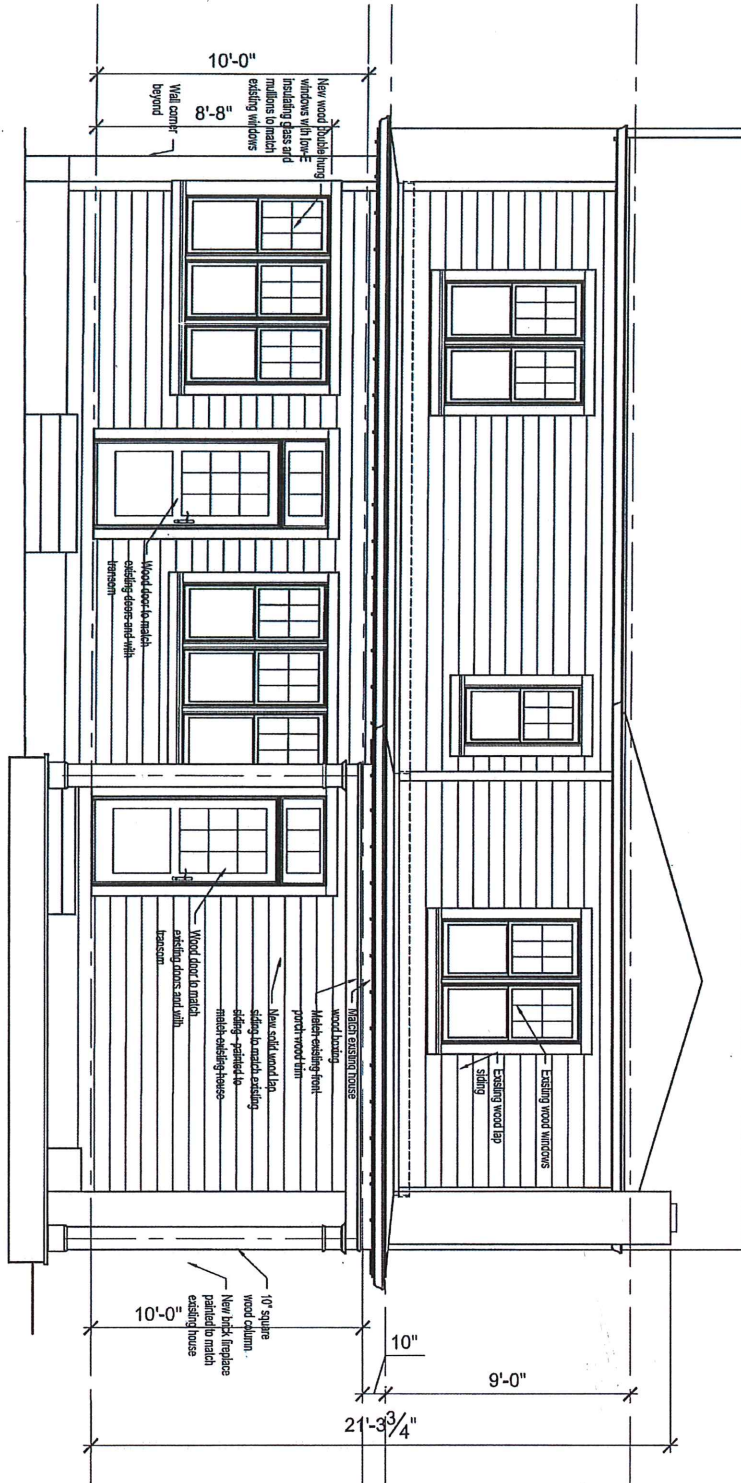 Existing wood windows
Existing wood lap
siding
Match existing house
wood boxing
Match existing front
porch wood trim
New solid wood lap
siding to match existing
siding - painted to
match existing house
Wood door to match
existing doors and with
transom
Wood door to match
existing doors and with
transom
New wood double hung
windows with low-E
insulating glass and
mullions to match
existing windows
Wall corner
beyond
10" square
wood column
New brick fireplace
painted to match
existing house
10'-0"
8'-8"
10'-0"
10"
9'-0"
21'-3 3/4"